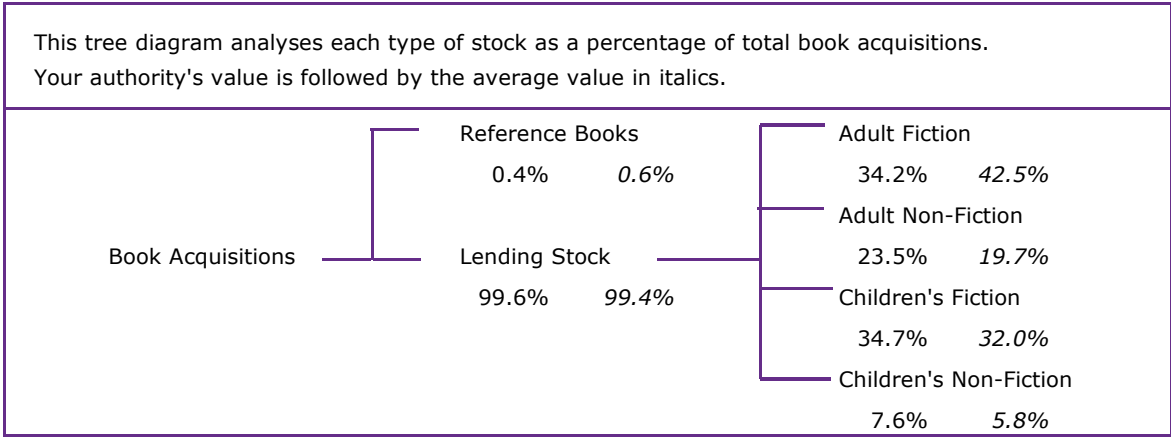 This tree diagram analyses each type of stock as a percentage of total book acquisitions.
Your authority's value is followed by the average value in italics.
Reference Books
0.4% 0.6%
Book Acquisitions
Lending Stock
99.6% 99.4%
Adult Fiction
34.2% 42.5%
Adult Non-Fiction
23.5% 19.7%
Children's Fiction
34.7% 32.0%
Children's Non-Fiction
7.6% 5.8%